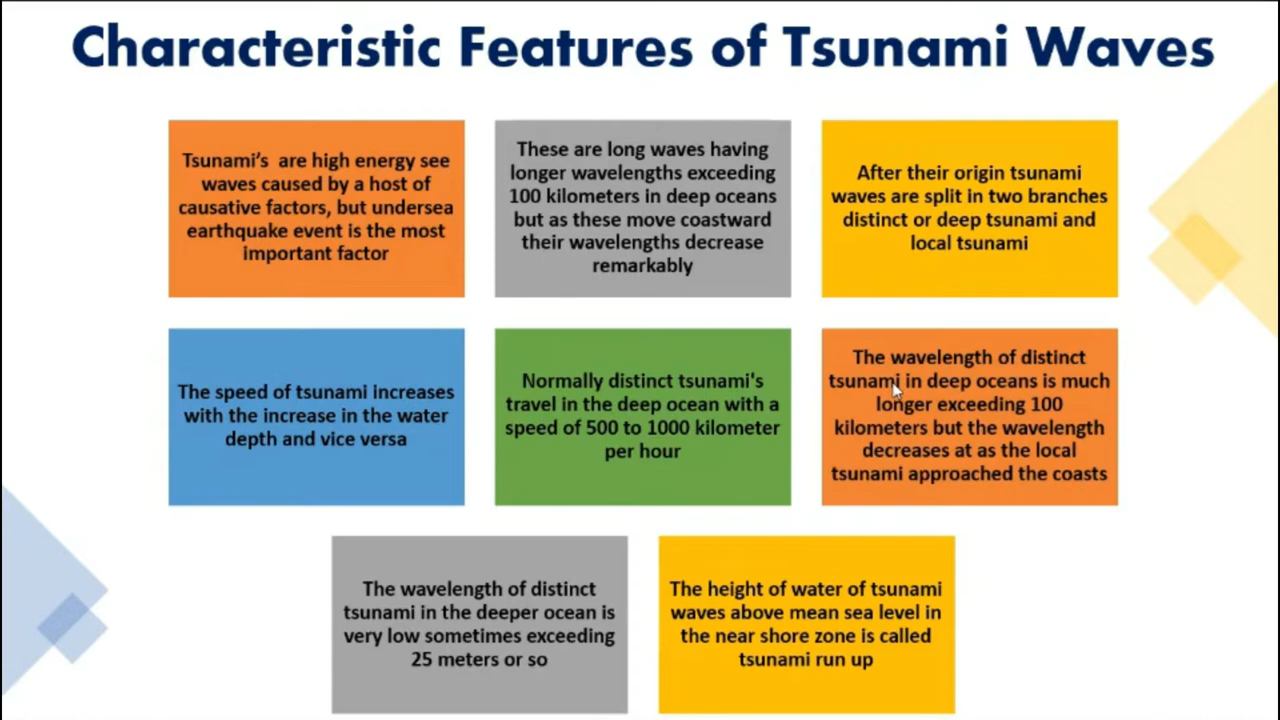 Characteristic Features of Tsunami Waves
Tsunami's are high energy see
waves caused by a host of
causative factors, but undersea
earthquake event is the most
important factor
These are long waves having
longer wavelengths exceeding
100 kilometers in deep oceans
but as these move coastward
their wavelengths decrease
remarkably
After their origin tsunami
waves are split in two branches
distinct or deep tsunami and
local tsunami
The speed of tsunami increases
with the increase in the water
depth and vice versa
Normally distinct tsunami's
travel in the deep ocean with a
speed of 500 to 1000 kilometer
per hour
The wavelength of distinct
tsunami in deep oceans is much
longer exceeding 100
kilometers but the wavelength
decreases at as the local
tsunami approached the coasts
The wavelength of distinct
tsunami in the deeper ocean is
very low sometimes exceeding
25 meters or so
The height of water of tsunami
waves above mean sea level in
the near shore zone is called
tsunami run up